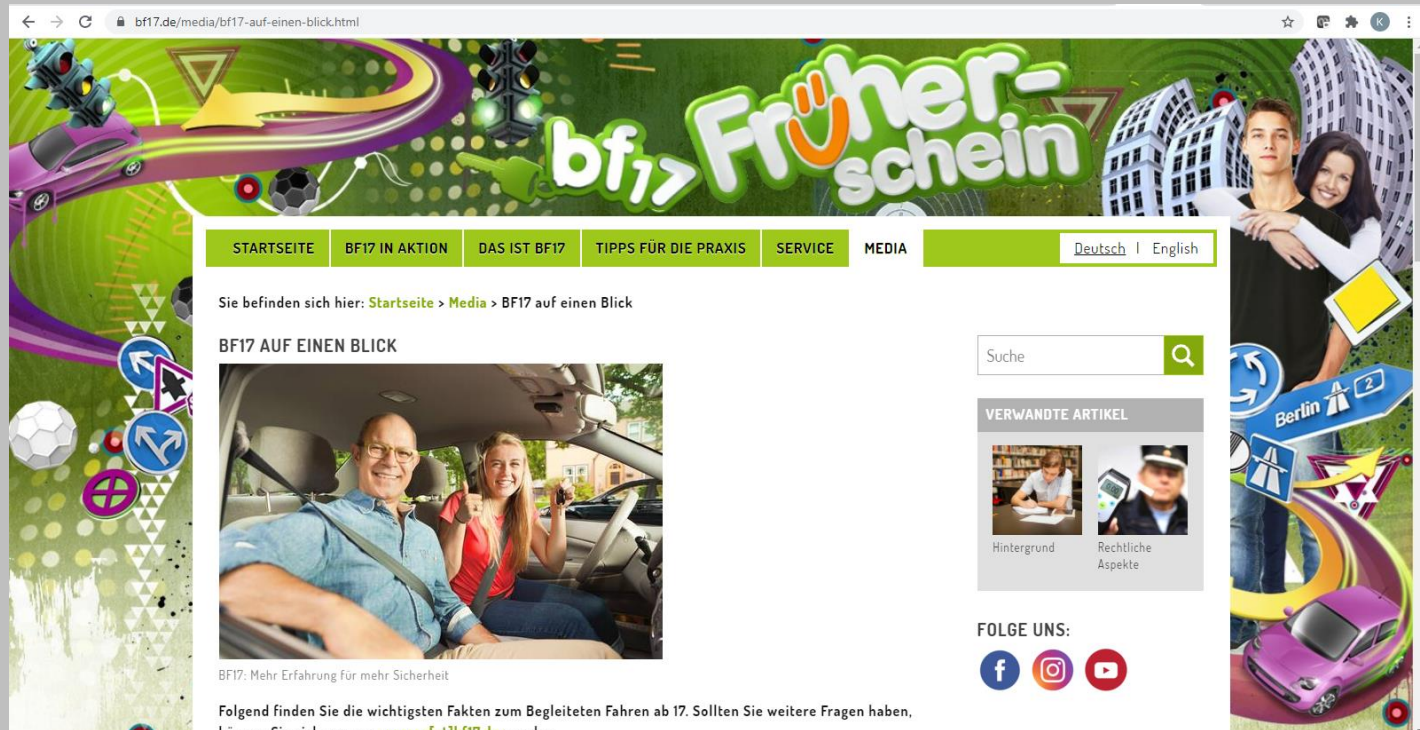 bf17.de/media/bf17-auf-einen-blick.html
K
bf17 Früher-
schein
STARTSEITE
BF17 IN AKTION
DAS IST BF17
TIPPS FÜR DIE PRAXIS
SERVICE
MEDIA
Deutsch | English
Sie befinden sich hier: Startseite > Media > BF17 auf einen Blick
BF17 AUF EINEN BLICK
Suche
VERWANDTE ARTIKEL
Hintergrund
Rechtliche
Aspekte
Berlin 2
FOLGE UNS:
BF17: Mehr Erfahrung für mehr Sicherheit
Folgend finden Sie die wichtigsten Fakten zum Begleiteten Fahren ab 17. Sollten Sie weitere Fragen haben,